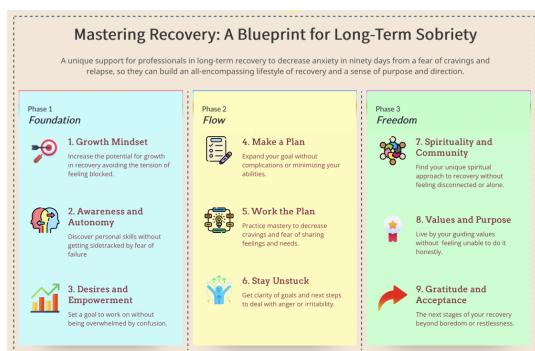 Mastering Recovery: A Blueprint for Long-Term Sobriety
A unique support for professionals in long-term recovery to decrease anxiety in ninety days from a fear of cravings and
relapse, so they can build an all-encompassing lifestyle of recovery and a sense of purpose and direction.
Phase 1
Foundation
1. Growth Mindset
Increase the potential for growth
in recovery avoiding the tension of
feeling blocked.
2. Awareness and
Autonomy
Discover personal skills without
getting sidetracked by fear of
failure
3. Desires and
Empowerment
Set a goal to work on without
being overwhelmed by confusion.
Phase 2
Flow
4. Make a Plan
Expand your goal without
complications or minimizing your
abilities.
5. Work the Plan
Practice mastery to decrease
cravings and fear of sharing
feelings and needs.
6. Stay Unstuck
Get clarity of goals and next steps
to deal with anger or irritability.
Phase 3
Freedom
7. Spirituality and
Community
Find your unique spiritual
approach to recovery without
feeling disconnected or alone.
8. Values and Purpose
Live by your guiding values
without feeling unable to do it
honestly.
9. Gratitude and
Acceptance
The next stages of your recovery
beyond boredom or restlessness.